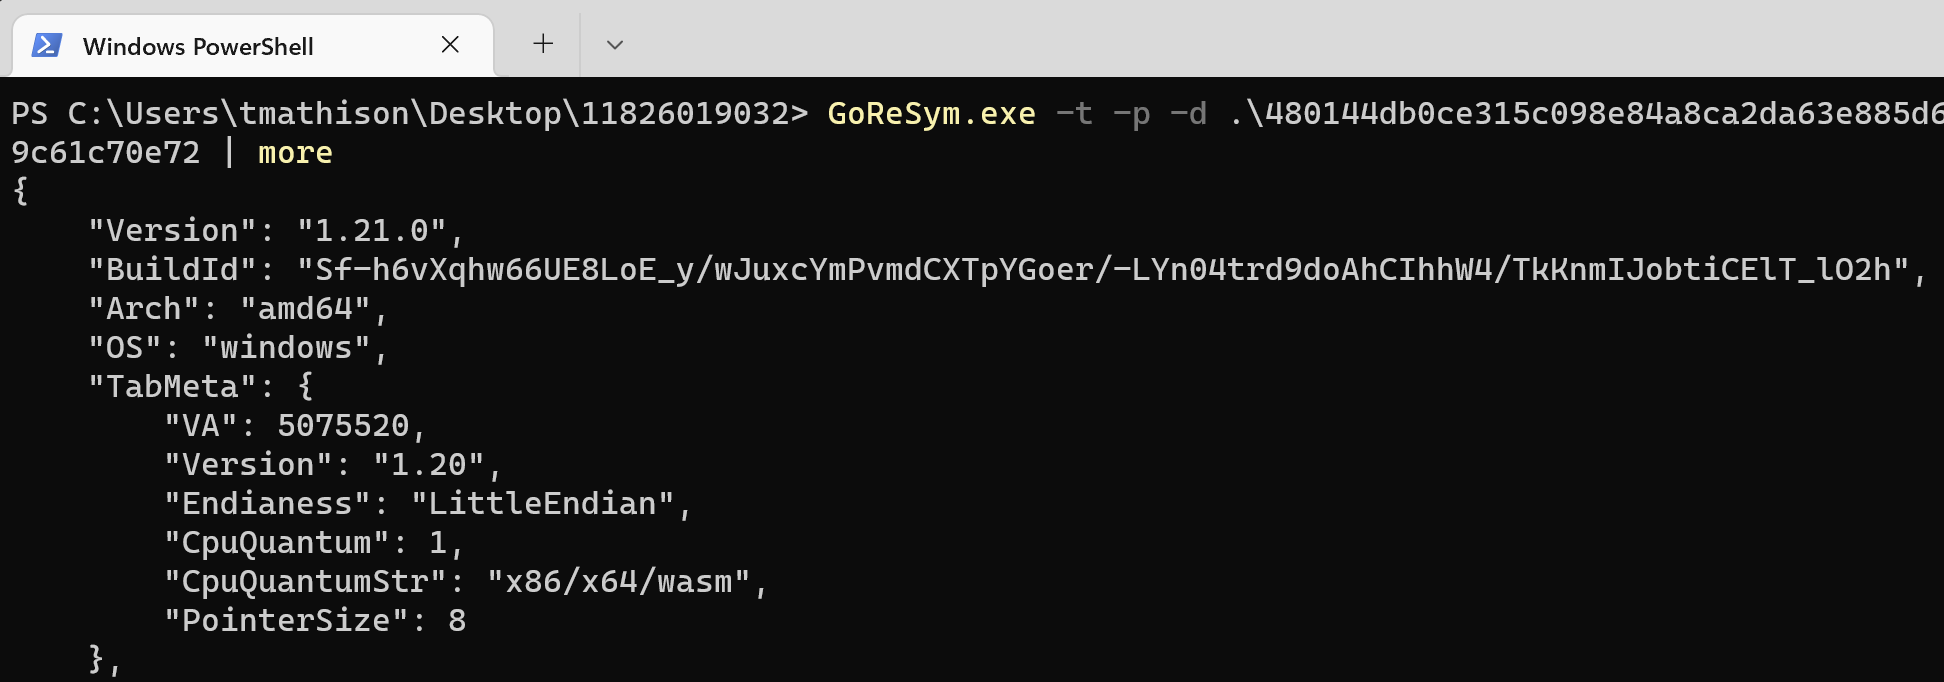 Windows PowerShell
PS C:\Users\tmathison\Desktop\11826019032> GoReSym.exe -t -p -d .\480144db0ce315c098e84a8ca2da63e885d6
9c61c70e72 | more
{
    "Version": "1.21.0",
    "BuildId": "Sf-h6vXqhw66UE8LoE_y/wJuxcYmPvmdCXTpYGoer/-LYn04trd9doAhCIhhW4/TkKnmIJobtiCElT_lO2h",
    "Arch": "amd64",
    "OS": "windows",
    "TabMeta": {
        "VA": 5075520,
        "Version": "1.20",
        "Endianess": "LittleEndian",
        "CpuQuantum": 1,
        "CpuQuantumStr": "x86/x64/wasm",
        "PointerSize": 8
    },